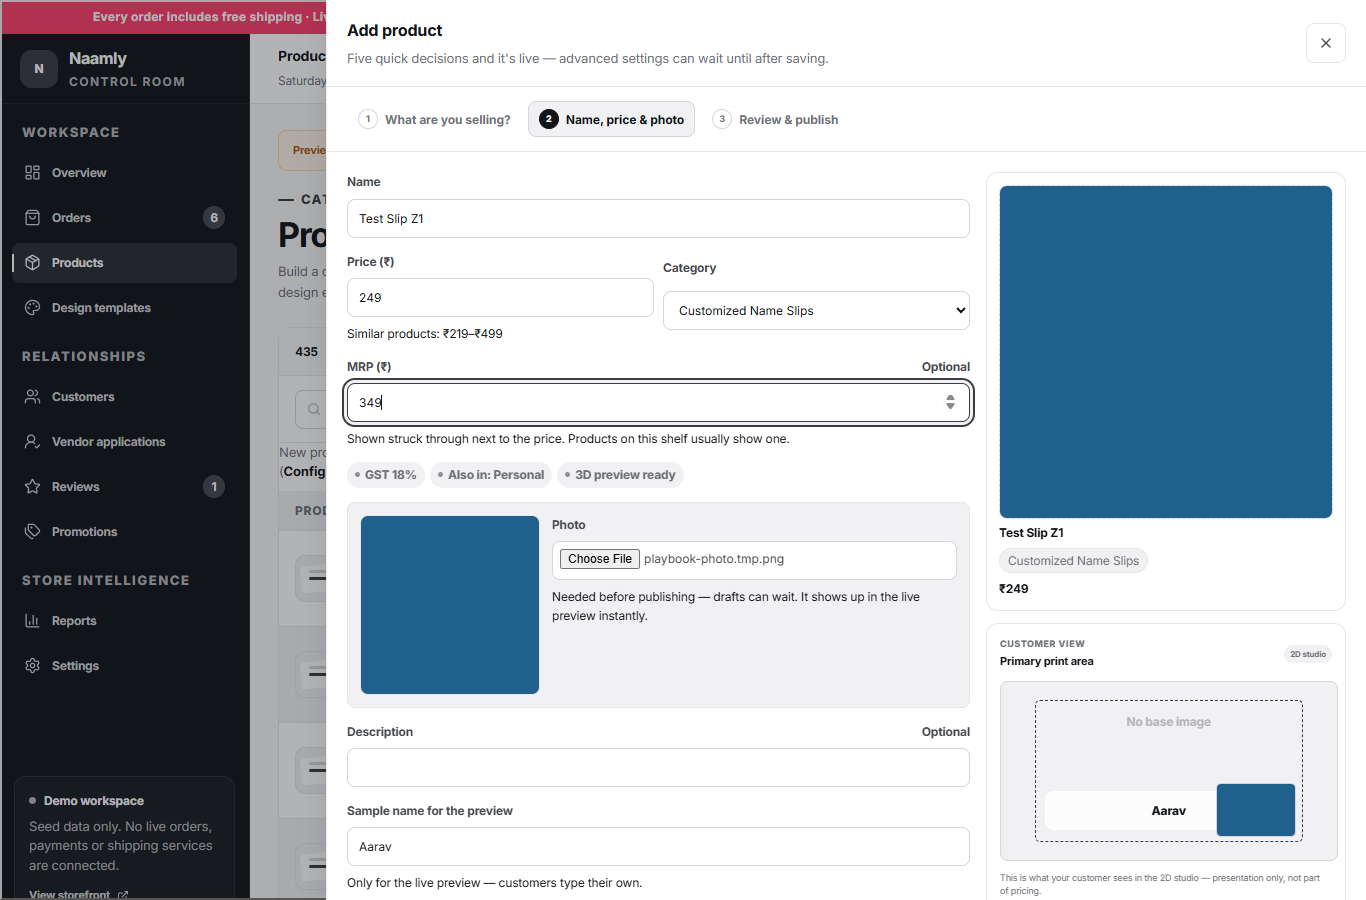 Every order includes free shipping · Liv
N
Naamly
CONTROL ROOM
WORKSPACE
Overview
Orders
6
Products
Design templates
RELATIONSHIPS
Customers
Vendor applications
Reviews
1
Promotions
STORE INTELLIGENCE
Reports
Settings
Demo workspace
Seed data only. No live orders,
payments or shipping services
are connected.
View storefront
Produc
Saturday
Previe
CAT
Pro
Build a c
design e
435
New pro
(Config
PROD
Add product
Five quick decisions and it's live — advanced settings can wait until after saving.
1 What are you selling?
2 Name, price & photo
3 Review & publish
Name
Test Slip Z1
Price (₹)
249
Similar products: ₹219–₹499
Category
Customized Name Slips
MRP (₹)
Optional
349
Shown struck through next to the price. Products on this shelf usually show one.
GST 18%
Also in: Personal
3D preview ready
Photo
Choose File playbook-photo.tmp.png
Needed before publishing — drafts can wait. It shows up in the live
preview instantly.
Description
Optional
Sample name for the preview
Aarav
Only for the live preview — customers type their own.
Test Slip Z1
Customized Name Slips
₹249
CUSTOMER VIEW
Primary print area
2D studio
No base image
Aarav
This is what your customer sees in the 2D studio — presentation only, not part
of pricing.